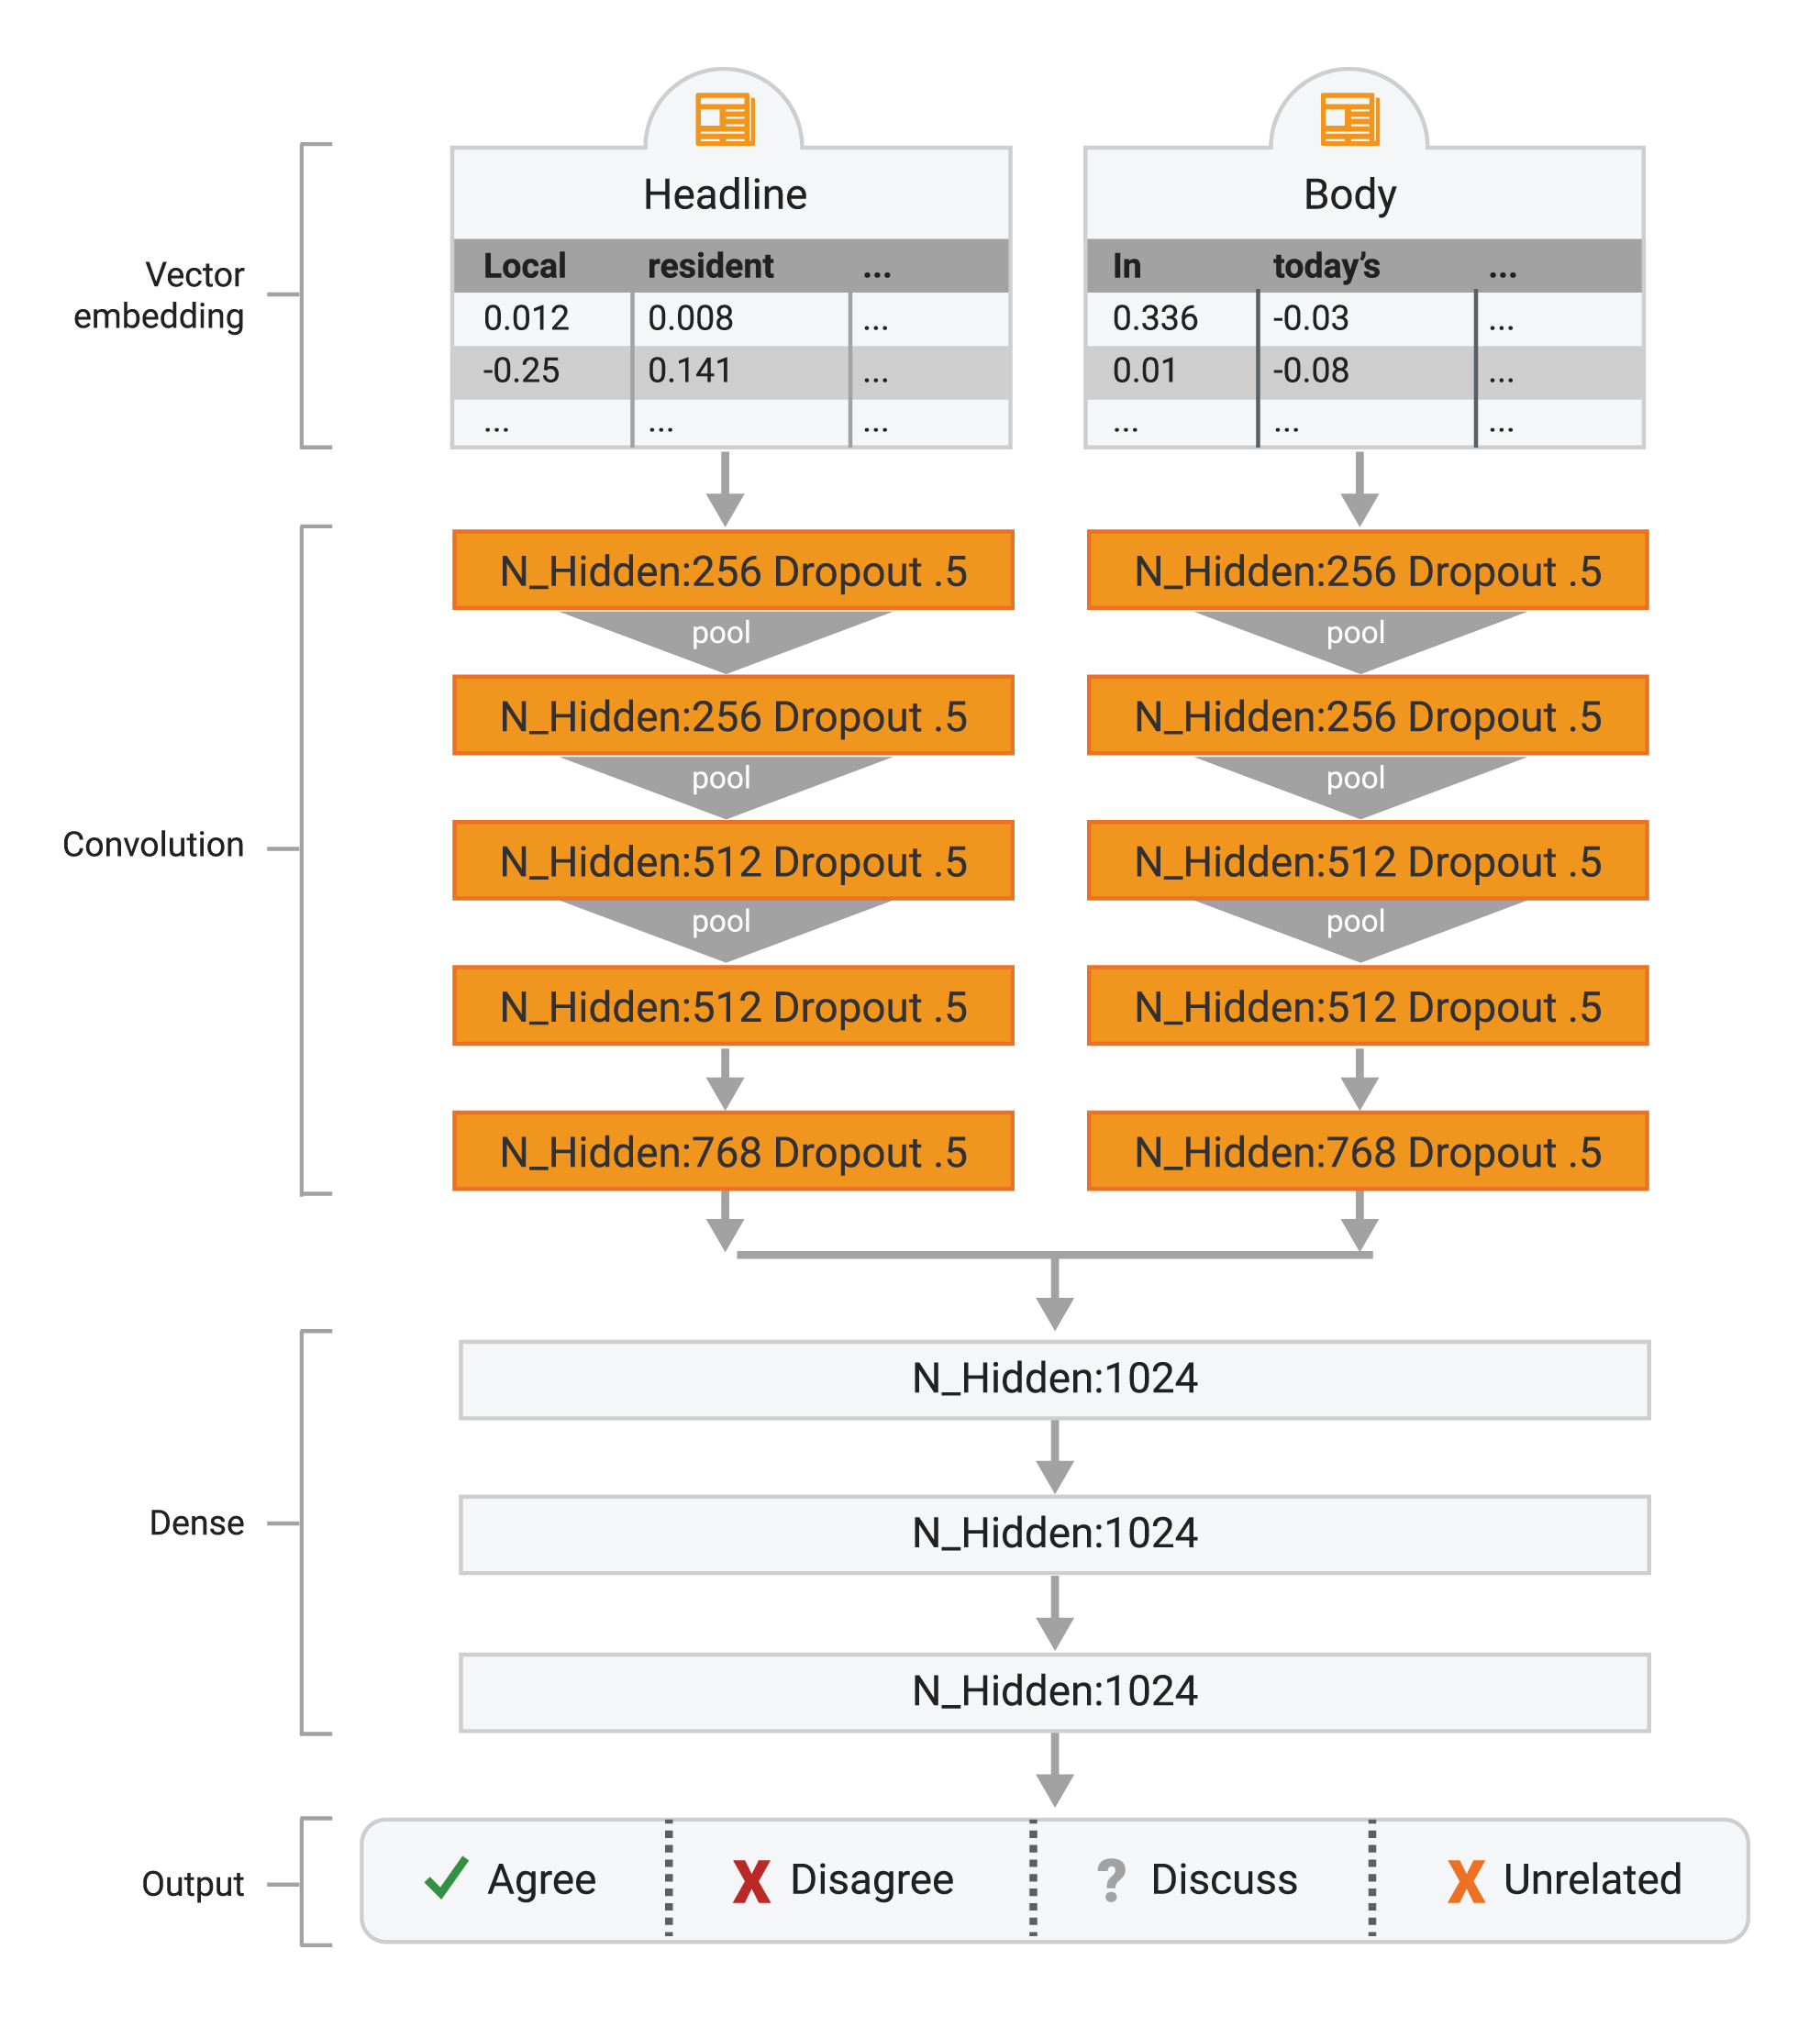 Vector
embedding
Headline
Local resident ...
0.012 0.008 ...
-0.25 0.141 ...
... ... ...
Body
In today's ...
0.336 -0.03 ...
0.01 -0.08 ...
... ... ...
Convolution
N_Hidden:256 Dropout .5
pool
N_Hidden:256 Dropout .5
pool
N_Hidden:512 Dropout .5
pool
N_Hidden:512 Dropout .5
N_Hidden:768 Dropout .5
N_Hidden:256 Dropout .5
pool
N_Hidden:256 Dropout .5
pool
N_Hidden:512 Dropout .5
pool
N_Hidden:512 Dropout .5
N_Hidden:768 Dropout .5
Dense
N_Hidden:1024
N_Hidden:1024
N_Hidden:1024
Output
Agree
X Disagree
? Discuss
X Unrelated